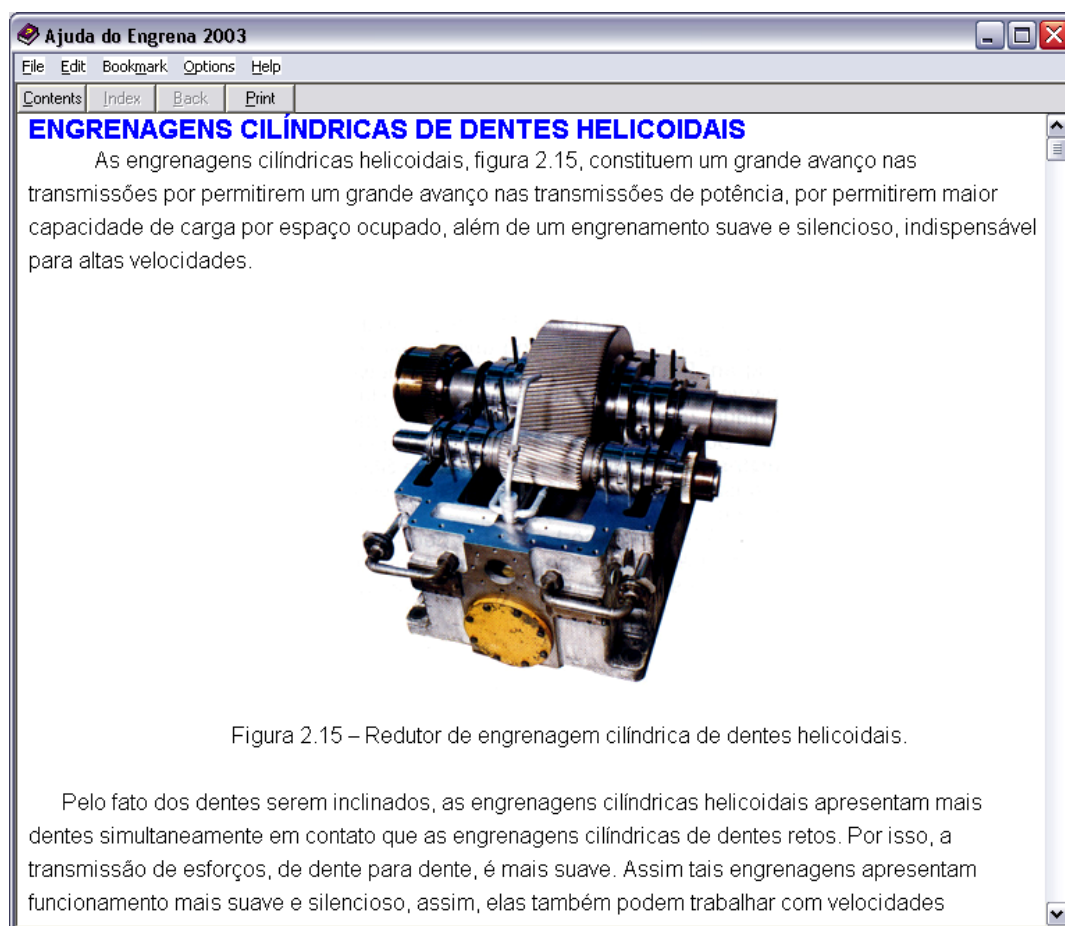 Ajuda do Engrena 2003
File Edit Bookmark Options Help
Contents Index Back Print
ENGRENAGENS CILÍNDRICAS DE DENTES HELICOIDAIS
As engrenagens cilíndricas helicoidais, figura 2.15, constituem um grande avanço nas
transmissões por permitirem um grande avanço nas transmissões de potência, por permitirem maior
capacidade de carga por espaço ocupado, além de um engrenamento suave e silencioso, indispensável
para altas velocidades.
Figura 2.15 – Redutor de engrenagem cilíndrica de dentes helicoidais.
Pelo fato dos dentes serem inclinados, as engrenagens cilíndricas helicoidais apresentam mais
dentes simultaneamente em contato que as engrenagens cilíndricas de dentes retos. Por isso, a
transmissão de esforços, de dente para dente, é mais suave. Assim tais engrenagens apresentam
funcionamento mais suave e silencioso, assim, elas também podem trabalhar com velocidades